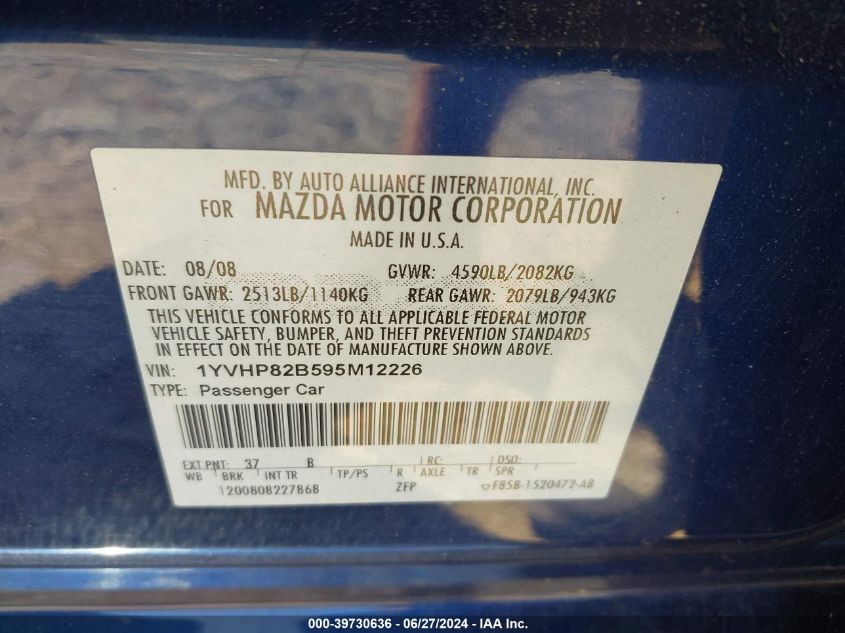 MFD. BY AUTO ALLIANCE INTERNATIONAL, INC.
FOR MAZDA MOTOR CORPORATION
MADE IN U.S.A.
DATE: 08/08 GVWR: 4590LB/2082KG
FRONT GAWR: 2513LB/1140KG REAR GAWR: 2079LB/943KG
THIS VEHICLE CONFORMS TO ALL APPLICABLE FEDERAL MOTOR
VEHICLE SAFETY, BUMPER, AND THEFT PREVENTION STANDARDS
IN EFFECT ON THE DATE OF MANUFACTURE SHOWN ABOVE.
VIN: 1YVHP82B595M12226
TYPE: Passenger Car
EXT PNT: 37 B RC: DSO:
WB BRK INT TR TP/PS R AXLE TR SPR
1200808227868 ZFP F85B-1520472-AB
000-39730636 - 06/27/2024 - IAA Inc.